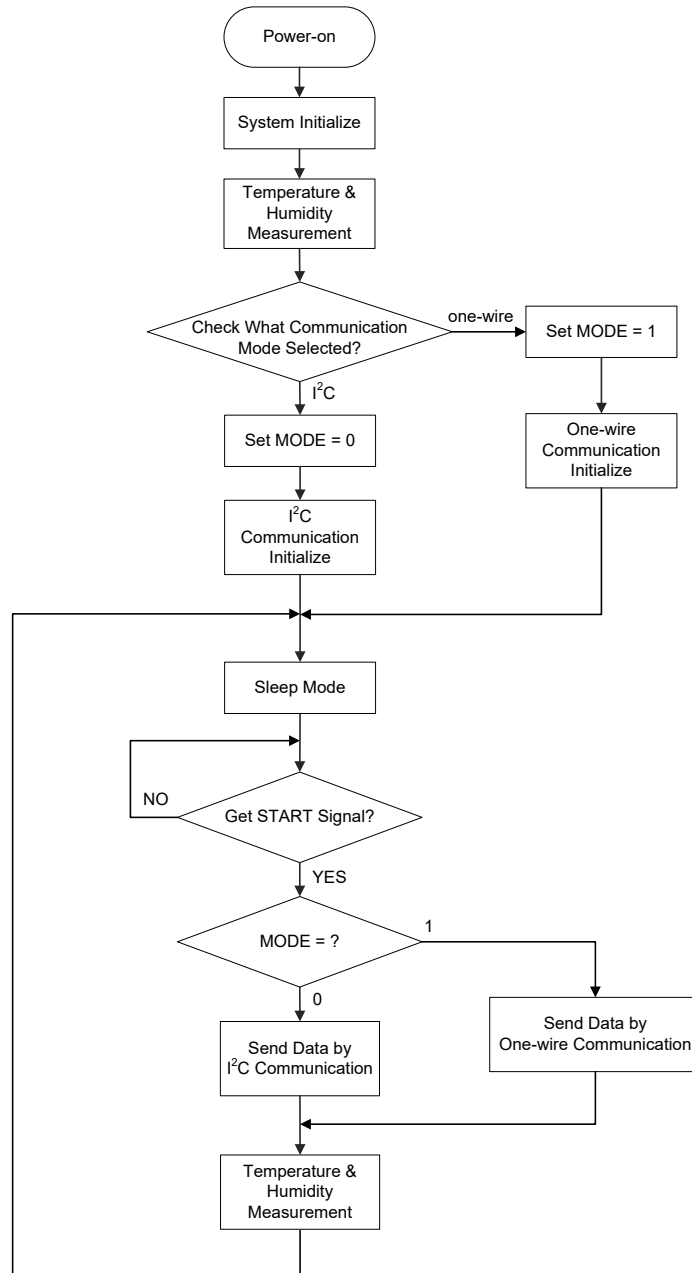 Power-on
System Initialize
Temperature &
Humidity
Measurement
Check What Communication
Mode Selected?
one-wire
Set MODE = 1
I²C
Set MODE = 0
One-wire
Communication
Initialize
I²C
Communication
Initialize
Sleep Mode
NO
Get START Signal?
YES
MODE = ?
1
0
Send Data by
I²C Communication
Send Data by
One-wire Communication
Temperature &
Humidity
Measurement